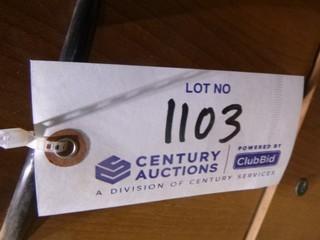 LOT NO
1103
CENTURY AUCTIONS
POWERED BY
ClubBid
A DIVISION OF CENTURY SERVICES